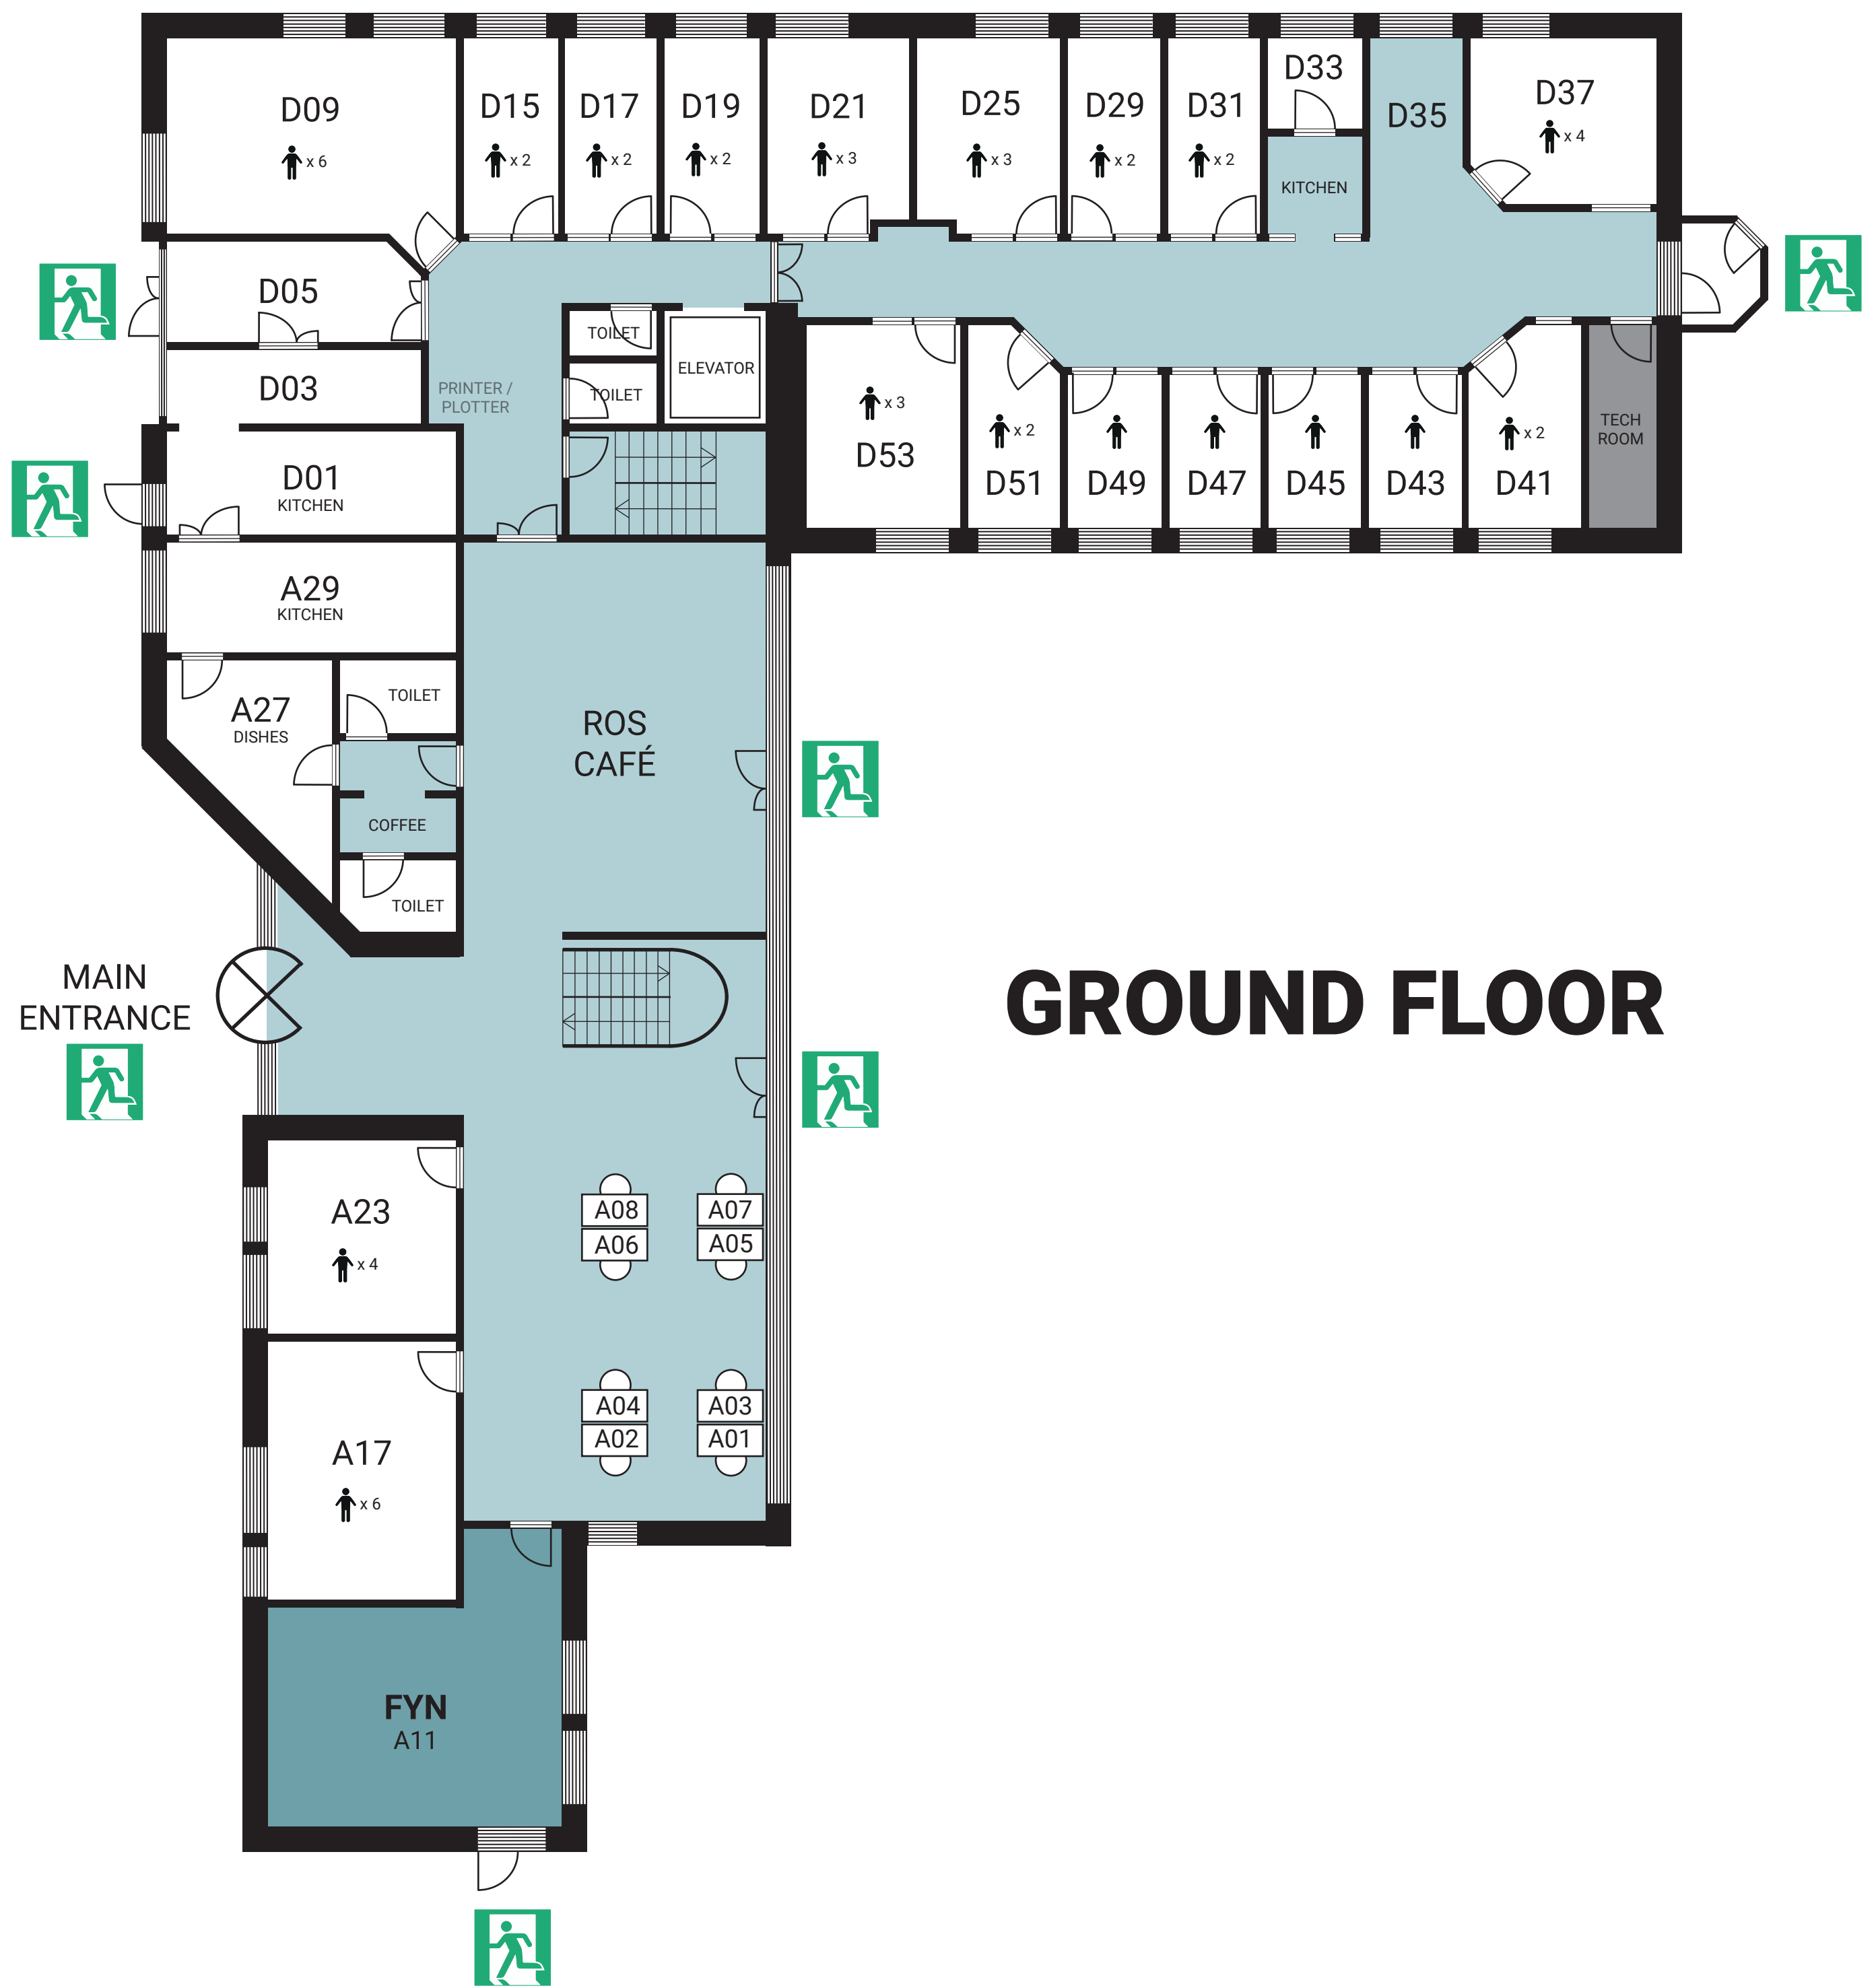 D09
x 6
D15
x 2
D17
x 2
D19
x 2
D21
x 3
D25
x 3
D29
x 2
D31
x 2
D33
KITCHEN
D35
D37
x 4
D05
D03
PRINTER /
PLOTTER
TOILET
TOILET
ELEVATOR
D01
KITCHEN
x 3
D53
x 2
D51
D49
D47
D45
D43
x 2
D41
TECH
ROOM
A29
KITCHEN
A27
DISHES
TOILET
COFFEE
TOILET
ROS
CAFÉ
MAIN
ENTRANCE
GROUND FLOOR
A23
x 4
A08
A07
A06
A05
A17
x 6
A04
A03
A02
A01
FYN
A11